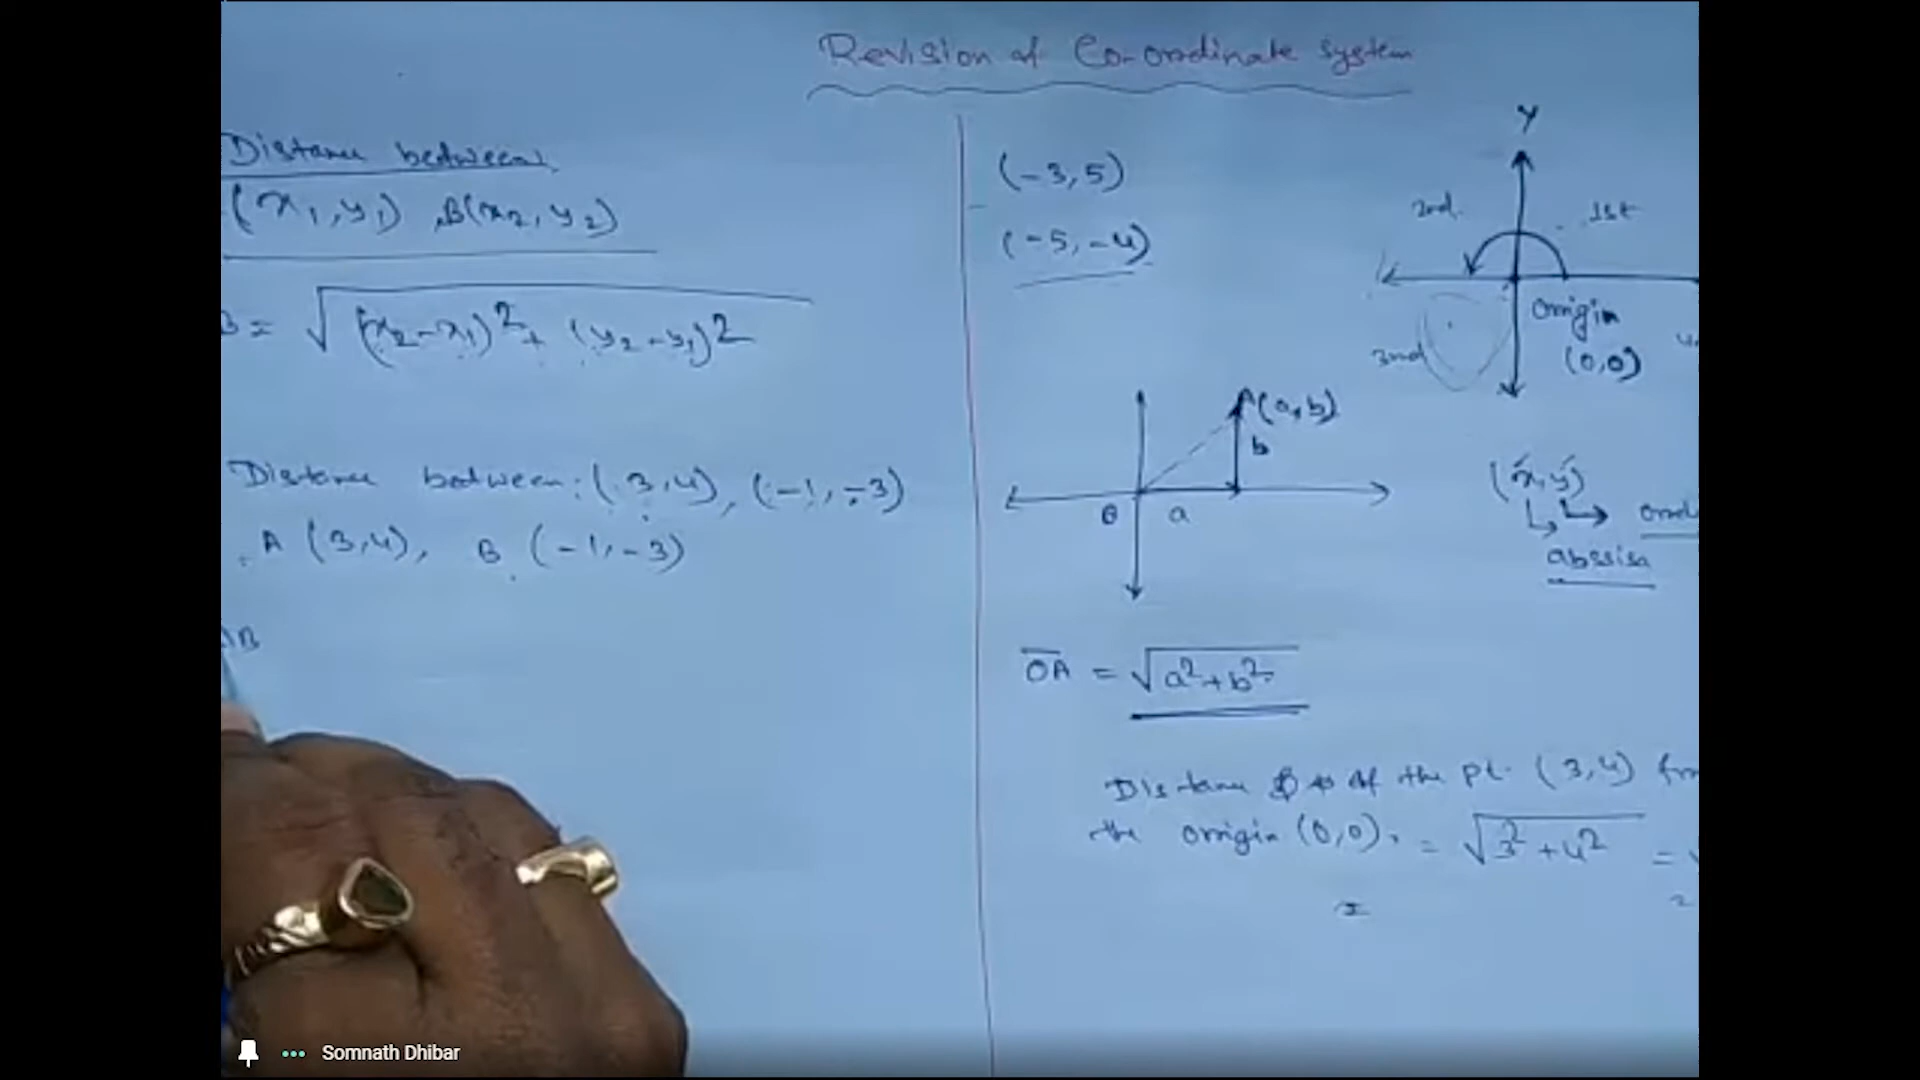 Revision of Co-ordinate system
Distance between
(x₁, y₁) B(x₂, y₂)
B = √(x₂-x₁)² + (y₂-y₁)²
Distance between: (3,4), (-1,-3)
A (3,4), B (-1,-3)
AB
(-3,5)
(-5,-4)
Y
2nd 1st
origin
3rd (0,0)
A(a,b)
b
O a
(x,y)
abssisa
OA = √a²+b²
Distance of the pt. (3,4)
the origin (0,0). = √3²+4² =
=
Somnath Dhibar